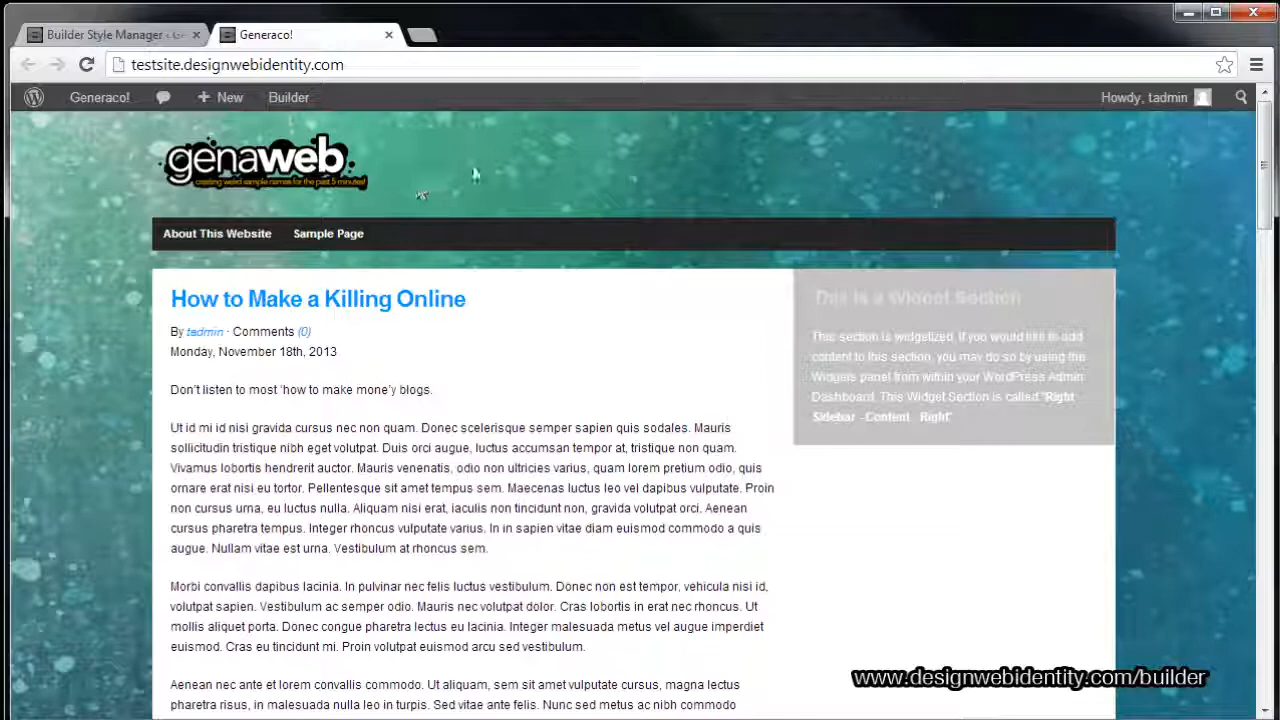 Builder Style Manager ‹ Ge
Generaco!
testsite.designwebidentity.com
Generaco!
New
Builder
Howdy, tadmin
genaweb
creating weird sample names for the past 5 minutes!
About This Website
Sample Page
How to Make a Killing Online
By tadmin · Comments (0)
Monday, November 18th, 2013
Don't listen to most 'how to make mone'y blogs.
Ut id mi id nisi gravida cursus nec non quam. Donec scelerisque semper sapien quis sodales. Mauris
sollicitudin tristique nibh eget volutpat. Duis orci augue, luctus accumsan tempor at, tristique non quam.
Vivamus lobortis hendrerit auctor. Mauris venenatis, odio non ultricies varius, quam lorem pretium odio, quis
ornare erat nisi eu tortor. Pellentesque sit amet tempus sem. Maecenas luctus leo vel dapibus vulputate. Proin
non cursus urna, eu luctus nulla. Aliquam nisi erat, iaculis non tincidunt non, gravida volutpat orci. Aenean
cursus pharetra tempus. Integer rhoncus vulputate varius. In in sapien vitae diam euismod commodo a quis
augue. Nullam vitae est urna. Vestibulum at rhoncus sem.
Morbi convallis dapibus lacinia. In pulvinar nec felis luctus vestibulum. Donec non est tempor, vehicula nisi id,
volutpat sapien. Vestibulum ac semper odio. Mauris nec volutpat dolor. Cras lobortis in erat nec rhoncus. Ut
mollis aliquet porta. Donec congue pharetra lectus eu lacinia. Integer malesuada metus vel augue imperdiet
euismod. Cras eu tincidunt mi. Proin volutpat euismod arcu sed vestibulum.
Aenean nec ante et lorem convallis commodo. Ut aliquam, sem sit amet vulputate cursus, magna lectus
pharetra risus, in malesuada nulla leo in turpis. Sed vitae ante felis. Nunc sed metus ac nibh commodo
This is a Widget Section
This section is widgetized. If you would like to add
content to this section, you may do so by using the
Widgets panel from within your WordPress Admin
Dashboard. This Widget Section is called "Right
Sidebar - Content - Right"
www.designwebidentity.com/builder